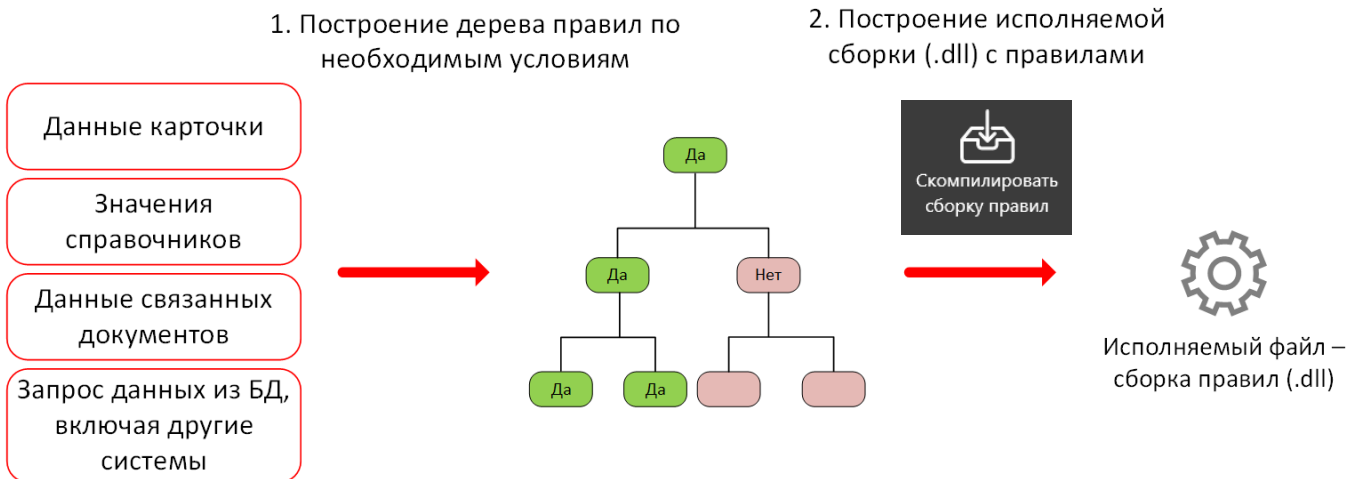 1. Построение дерева правил по
необходимым условиям
2. Построение исполняемой
сборки (.dll) с правилами
Данные карточки
Значения
справочников
Данные связанных
документов
Запрос данных из БД,
включая другие
системы
Да
Да
Нет
Да
Да
Скомпилировать
сборку правил
Исполняемый файл –
сборка правил (.dll)